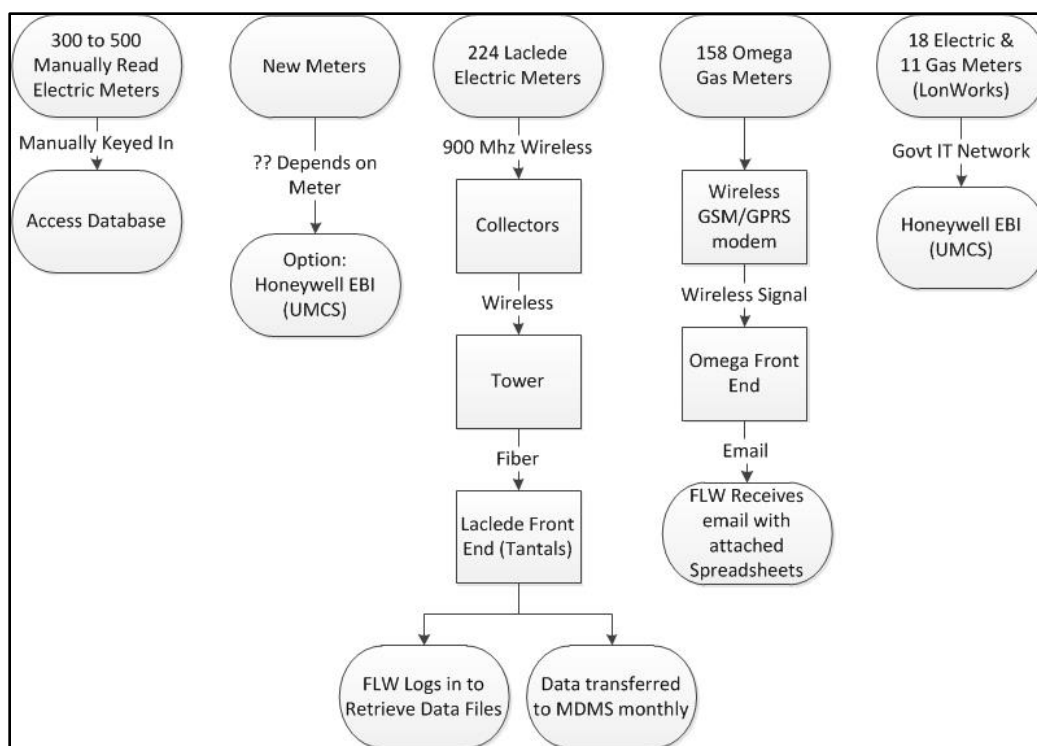 300 to 500
Manually Read
Electric Meters
Manually Keyed In
Access Database
New Meters
?? Depends on
Meter
Option:
Honeywell EBI
(UMCS)
224 Laclede
Electric Meters
900 Mhz Wireless
Collectors
Wireless
Tower
Fiber
Laclede Front
End (Tantals)
FLW Logs in to
Retrieve Data Files
Data transferred
to MDMS monthly
158 Omega
Gas Meters
Wireless
GSM/GPRS
modem
Wireless Signal
Omega Front
End
Email
FLW Receives
email with
attached
Spreadsheets
18 Electric &
11 Gas Meters
(LonWorks)
Govt IT Network
Honeywell EBI
(UMCS)